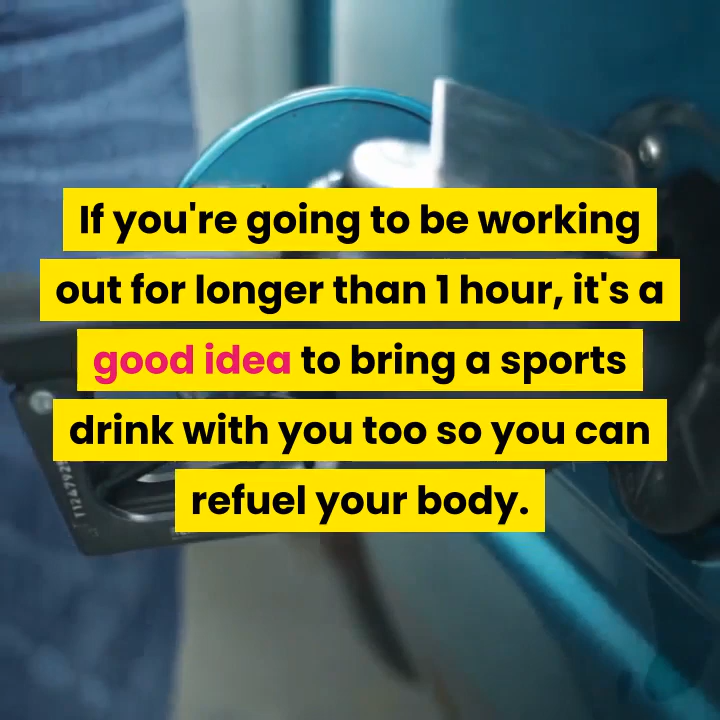 If you're going to be working
out for longer than 1 hour, it's a
good idea to bring a sports
drink with you too so you can
refuel your body.